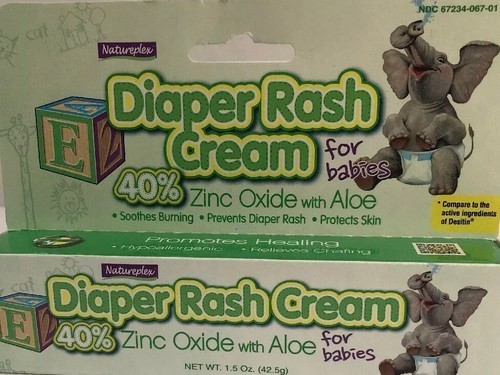 NDC 67234-067-01
cat
Natureplex
Diaper Rash
Cream for
babies
E
40% Zinc Oxide with Aloe
• Soothes Burning • Prevents Diaper Rash • Protects Skin
* Compare to the
active ingredients
of Desitin®
Promotes Healing
• Hypoallergenic • Relieves Chafing
Natureplex
cat
E
Diaper Rash Cream
40% Zinc Oxide with Aloe for
babies
NET WT. 1.5 Oz. (42.5g)